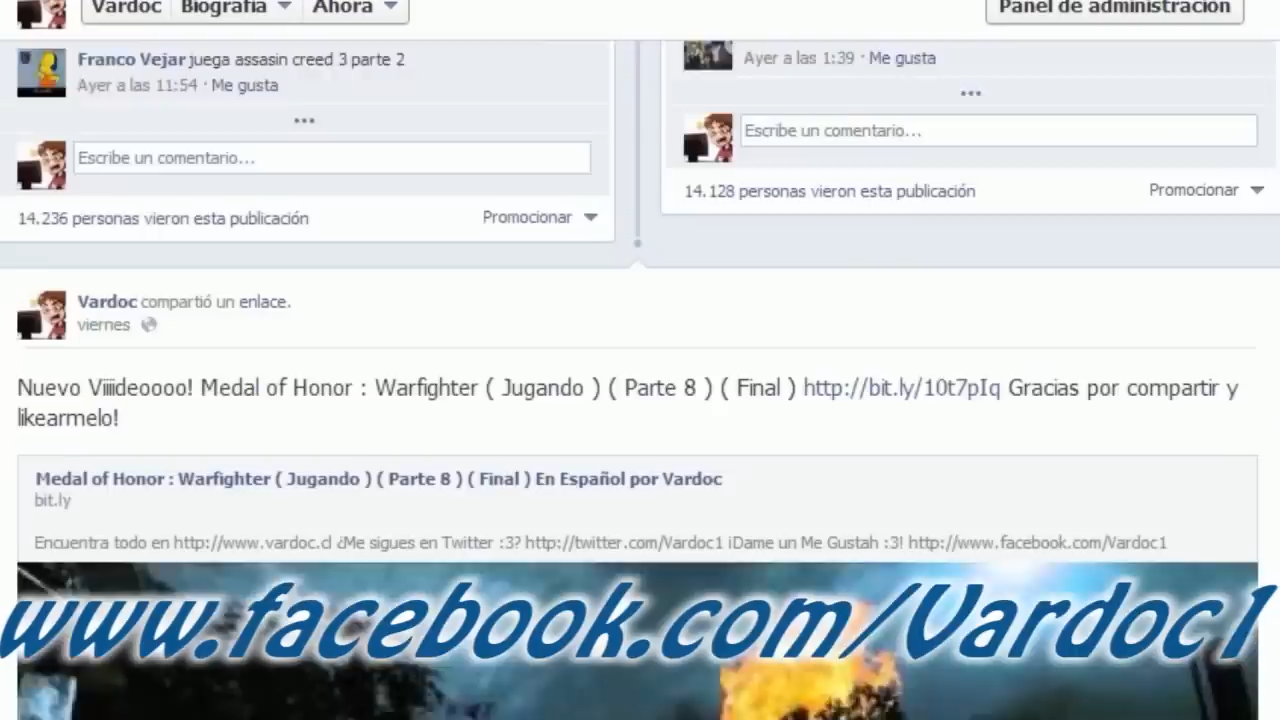 Vardoc Biografía Ahora Panel de administración
Franco Vejar juega assasin creed 3 parte 2
Ayer a las 11:54 · Me gusta
Escribe un comentario...
14.236 personas vieron esta publicación Promocionar
Ayer a las 1:39 · Me gusta
Escribe un comentario...
14.128 personas vieron esta publicación Promocionar
Vardoc compartió un enlace.
viernes
Nuevo Viiiideoooo! Medal of Honor : Warfighter ( Jugando ) ( Parte 8 ) ( Final ) http://bit.ly/10t7pIq Gracias por compartir y
likearmelo!
Medal of Honor : Warfighter ( Jugando ) ( Parte 8 ) ( Final ) En Español por Vardoc
bit.ly
Encuentra todo en http://www.vardoc.cl ¿Me sigues en Twitter :3? http://twitter.com/Vardoc1 ¡Dame un Me Gustah :3! http://www.facebook.com/Vardoc1
www.facebook.com/Vardoc1